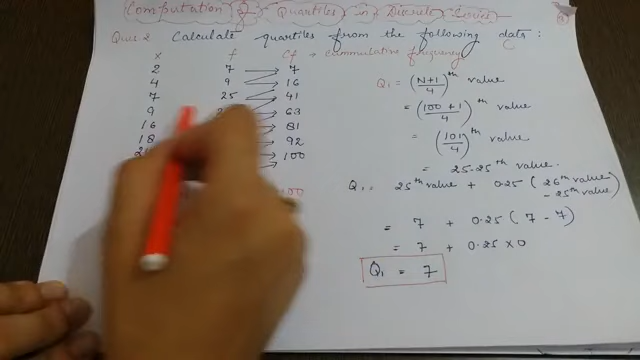 Computation of Quartiles in Discrete Series
Ques 2 Calculate quartiles from the following data:
x f Cf → Cummulative frequency
2 7 7
4 9 16
7 25 41
9 63
16 81
18 92
100
Q₁ = (N+1/4)th value
= (100+1/4)th value
= (101/4)th value
= 25.25th value.
Q₁ = 25th value + 0.25 (26th value - 25th value)
= 7 + 0.25 (7 - 7)
= 7 + 0.25 × 0
Q₁ = 7